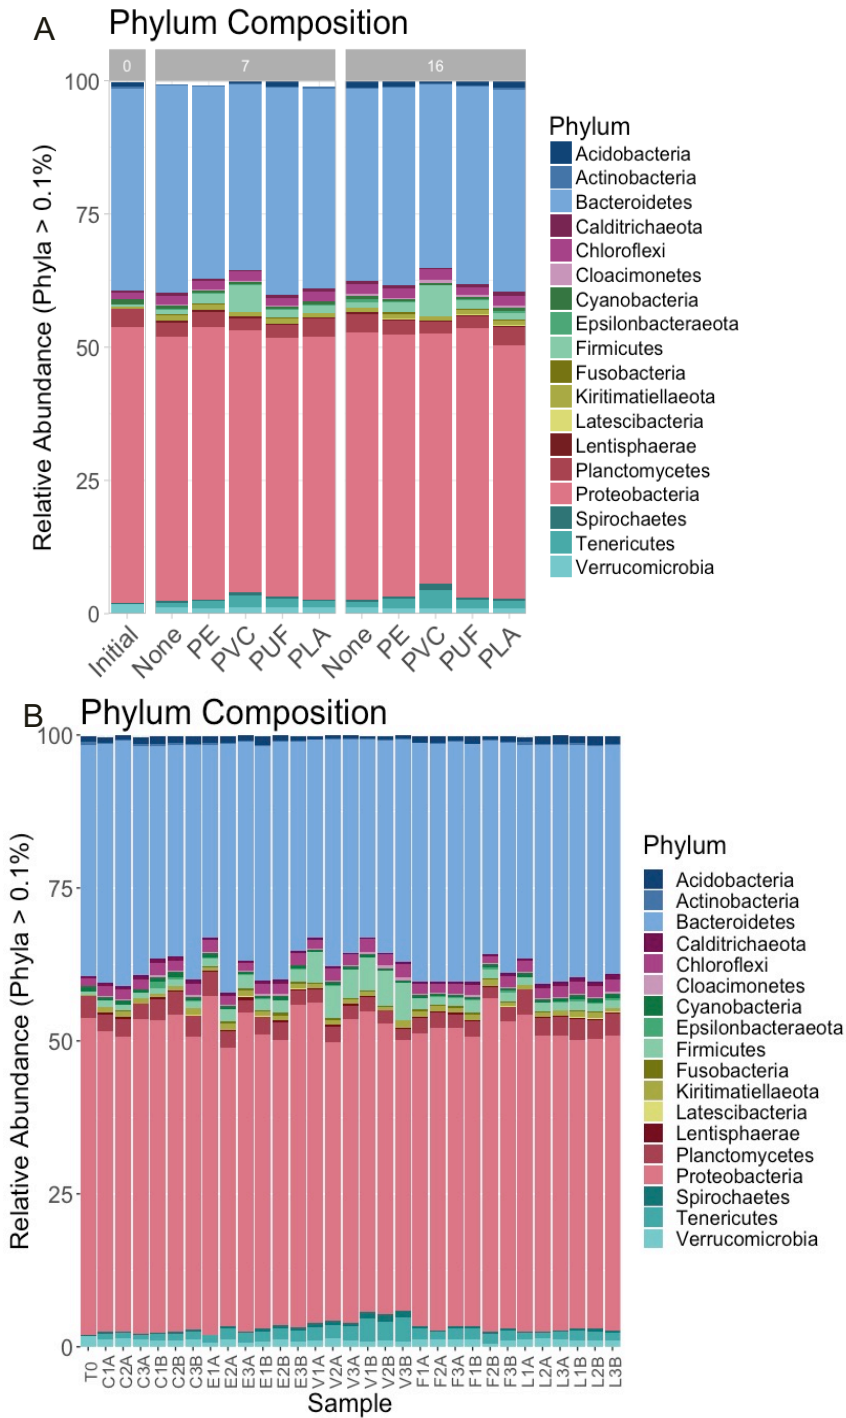 A
Phylum Composition
0 7 16
Relative Abundance (Phyla > 0.1%)
100
75
50
25
0
Initial None PE PVC PUF PLA None PE PVC PUF PLA
Phylum
Acidobacteria
Actinobacteria
Bacteroidetes
Calditrichaeota
Chloroflexi
Cloacimonetes
Cyanobacteria
Epsilonbacteraeota
Firmicutes
Fusobacteria
Kiritimatiellaeota
Latescibacteria
Lentisphaerae
Planctomycetes
Proteobacteria
Spirochaetes
Tenericutes
Verrucomicrobia
B
Phylum Composition
Relative Abundance (Phyla > 0.1%)
100
75
50
25
0
T0 C1A C2A C3A C1B C2B C3B E1A E2A E3A E1B E2B E3B V1A V2A V3A V1B V2B V3B F1A F2A F3A F1B F2B F3B L1A L2A L3A L1B L2B L3B
Sample
Phylum
Acidobacteria
Actinobacteria
Bacteroidetes
Calditrichaeota
Chloroflexi
Cloacimonetes
Cyanobacteria
Epsilonbacteraeota
Firmicutes
Fusobacteria
Kiritimatiellaeota
Latescibacteria
Lentisphaerae
Planctomycetes
Proteobacteria
Spirochaetes
Tenericutes
Verrucomicrobia